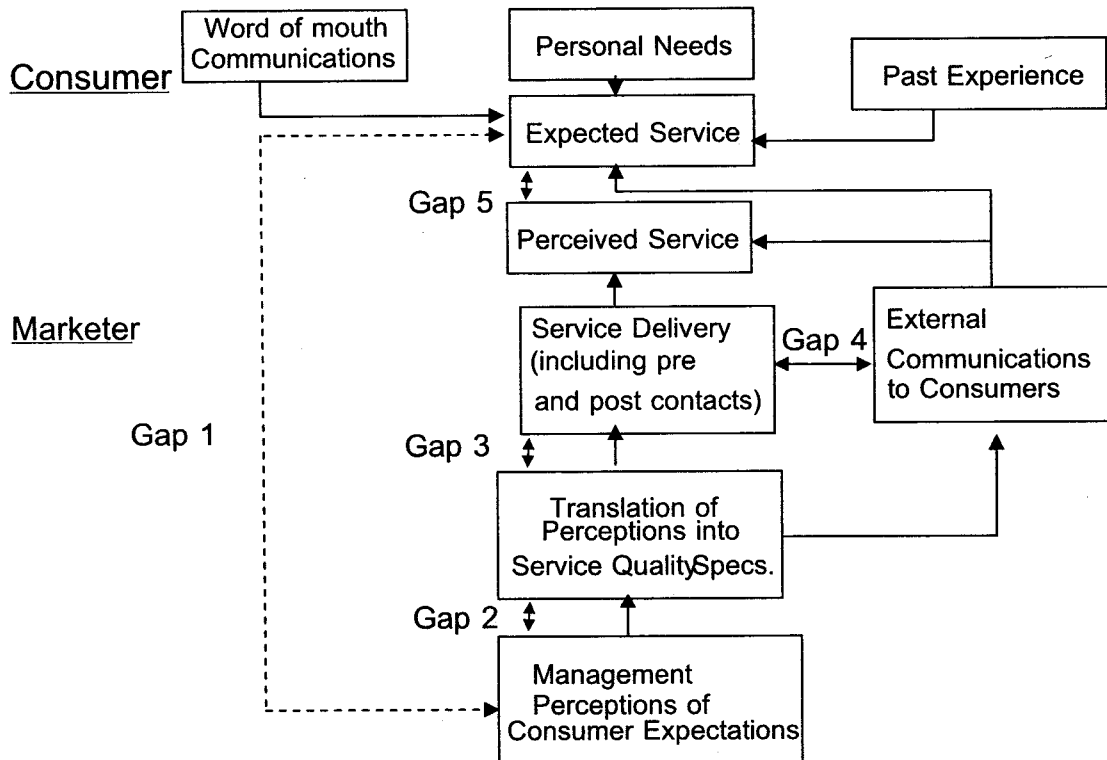 Word of mouth
Communications
Personal Needs
Consumer
Past Experience
Expected Service
Gap 5
Perceived Service
Marketer
Service Delivery
(including pre
and post contacts)
Gap 4
External
Communications
to Consumers
Gap 1
Gap 3
Translation of
Perceptions into
Service QualitySpecs.
Gap 2
Management
Perceptions of
Consumer Expectations